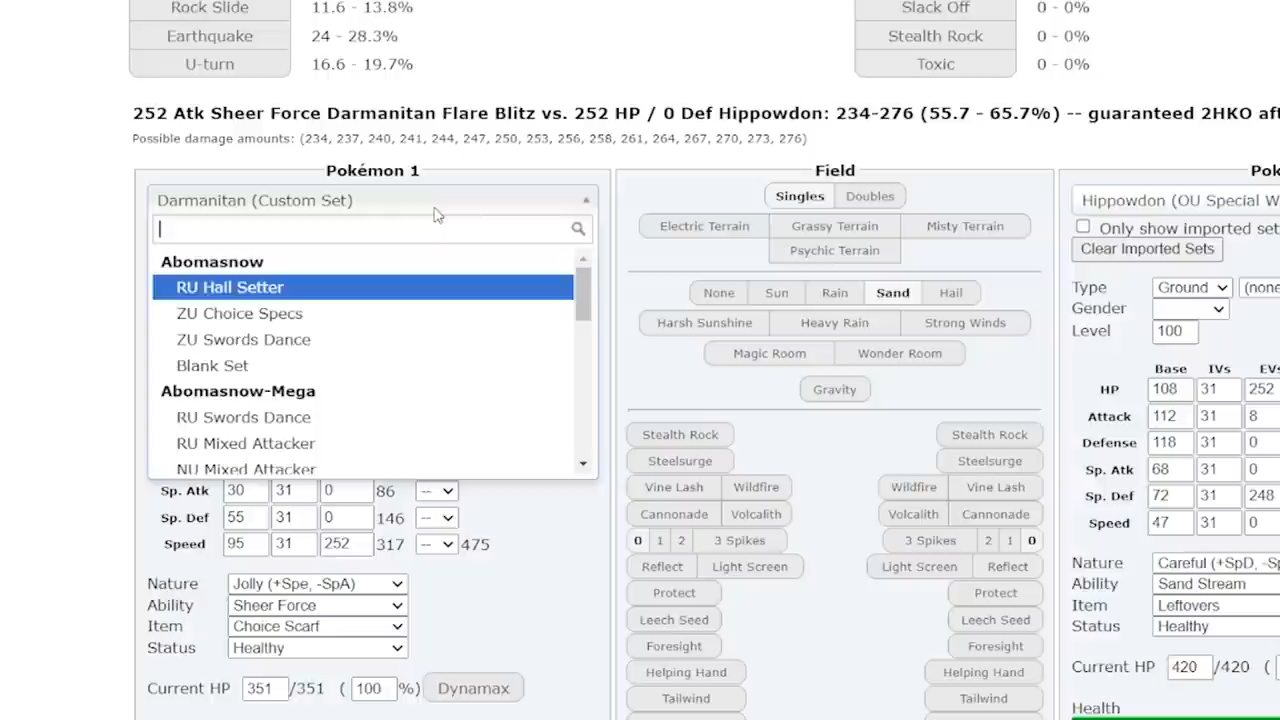 Rock Slide 11.6 - 13.8% Slack Off 0 - 0%
Earthquake 24 - 28.3% Stealth Rock 0 - 0%
U-turn 16.6 - 19.7% Toxic 0 - 0%
252 Atk Sheer Force Darmanitan Flare Blitz vs. 252 HP / 0 Def Hippowdon: 234-276 (55.7 - 65.7%) -- guaranteed 2HKO af
Possible damage amounts: (234, 237, 240, 241, 244, 247, 250, 253, 256, 258, 261, 264, 267, 270, 273, 276)
Pokémon 1
Darmanitan (Custom Set)
Abomasnow
RU Hail Setter
ZU Choice Specs
ZU Swords Dance
Blank Set
Abomasnow-Mega
RU Swords Dance
RU Mixed Attacker
NU Mixed Attacker
Sp. Atk 30 31 0 86 --
Sp. Def 55 31 0 146 --
Speed 95 31 252 317 -- 475
Nature Jolly (+Spe, -SpA)
Ability Sheer Force
Item Choice Scarf
Status Healthy
Current HP 351 /351 ( 100 %) Dynamax
Field
Singles Doubles
Electric Terrain Grassy Terrain Misty Terrain
Psychic Terrain
None Sun Rain Sand Hail
Harsh Sunshine Heavy Rain Strong Winds
Magic Room Wonder Room
Gravity
Stealth Rock Stealth Rock
Steelsurge Steelsurge
Vine Lash Wildfire Wildfire Vine Lash
Cannonade Volcalith Volcalith Cannonade
0 1 2 3 Spikes 3 Spikes 2 1 0
Reflect Light Screen Light Screen Reflect
Protect Protect
Leech Seed Leech Seed
Foresight Foresight
Helping Hand Helping Hand
Tailwind Tailwind
Pok
Hippowdon (OU Special W
Only show imported set
Clear Imported Sets
Type Ground (none
Gender
Level 100
Base IVs EVs
HP 108 31 252
Attack 112 31 8
Defense 118 31 0
Sp. Atk 68 31 0
Sp. Def 72 31 248
Speed 47 31 0
Nature Careful (+SpD, -Sp
Ability Sand Stream
Item Leftovers
Status Healthy
Current HP 420 /420 (
Health